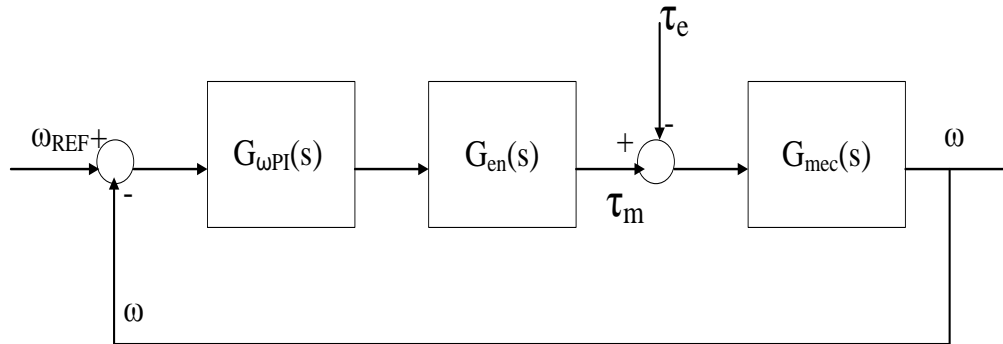 τe
ωREF+
-
GωPI(s)
Gen(s)
+
-
τm
Gmec(s)
ω
ω